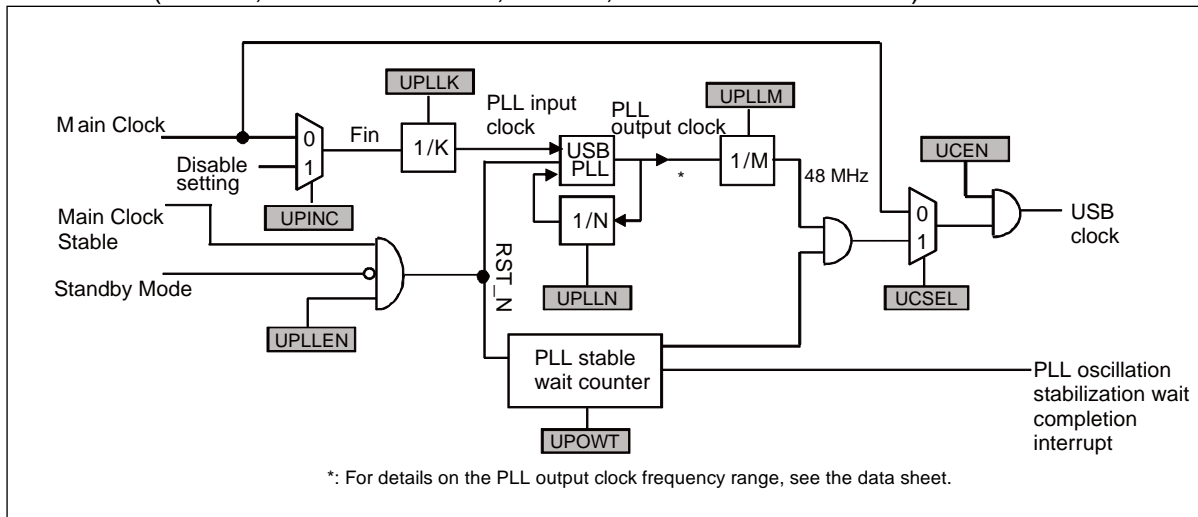 UPLLK
PLL input
clock
PLL
output clock
UPLLM
Main Clock
0
1
Fin
1/K
USB
PLL
*
1/M
UCEN
Disable
setting
48 MHz
UPINC
1/N
0
1
USB
clock
Main Clock
Stable
Standby Mode
RST_N
UPLLN
UCSEL
UPLLEN
PLL stable
wait counter
PLL oscillation
stabilization wait
completion
interrupt
UPOWT
*: For details on the PLL output clock frequency range, see the data sheet.